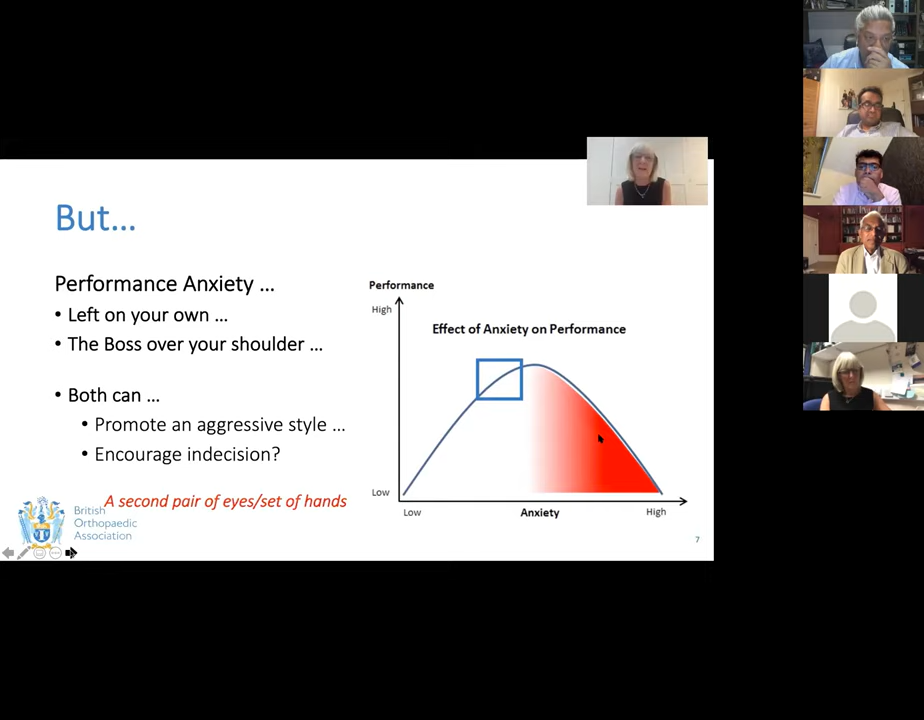 But...
Performance Anxiety ...
• Left on your own ...
• The Boss over your shoulder ...
• Both can ...
• Promote an aggressive style ...
• Encourage indecision?
A second pair of eyes/set of hands
British
Orthopaedic
Association
Performance
High
Effect of Anxiety on Performance
Low
Low
Anxiety
High
7